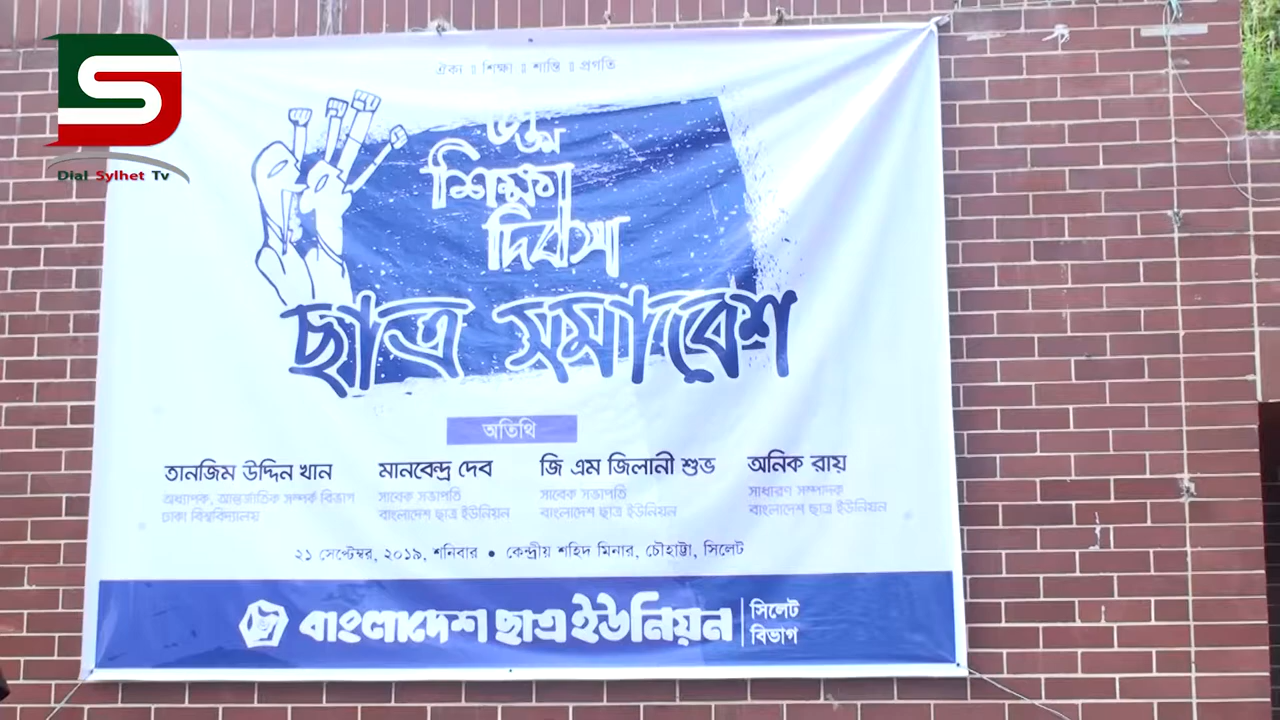 Dial Sylhet Tv
ঐক্য ॥ শিক্ষা ॥ শান্তি ॥ প্রগতি
শিক্ষা
দিবস
ছাত্র সমাবেশ
অতিথি
তানজিম উদ্দিন খান
অধ্যাপক, আন্তর্জাতিক সম্পর্ক বিভাগ
ঢাকা বিশ্ববিদ্যালয়
মানবেন্দ্র দেব
সাবেক সভাপতি
বাংলাদেশ ছাত্র ইউনিয়ন
জি এম জিলানী শুভ
সাবেক সভাপতি
বাংলাদেশ ছাত্র ইউনিয়ন
অনিক রায়
সাধারণ সম্পাদক
বাংলাদেশ ছাত্র ইউনিয়ন
২১ সেপ্টেম্বর, ২০১৯, শনিবার ● কেন্দ্রীয় শহিদ মিনার, চৌহাট্টা, সিলেট
বাংলাদেশ ছাত্র ইউনিয়ন
সিলেট
বিভাগ